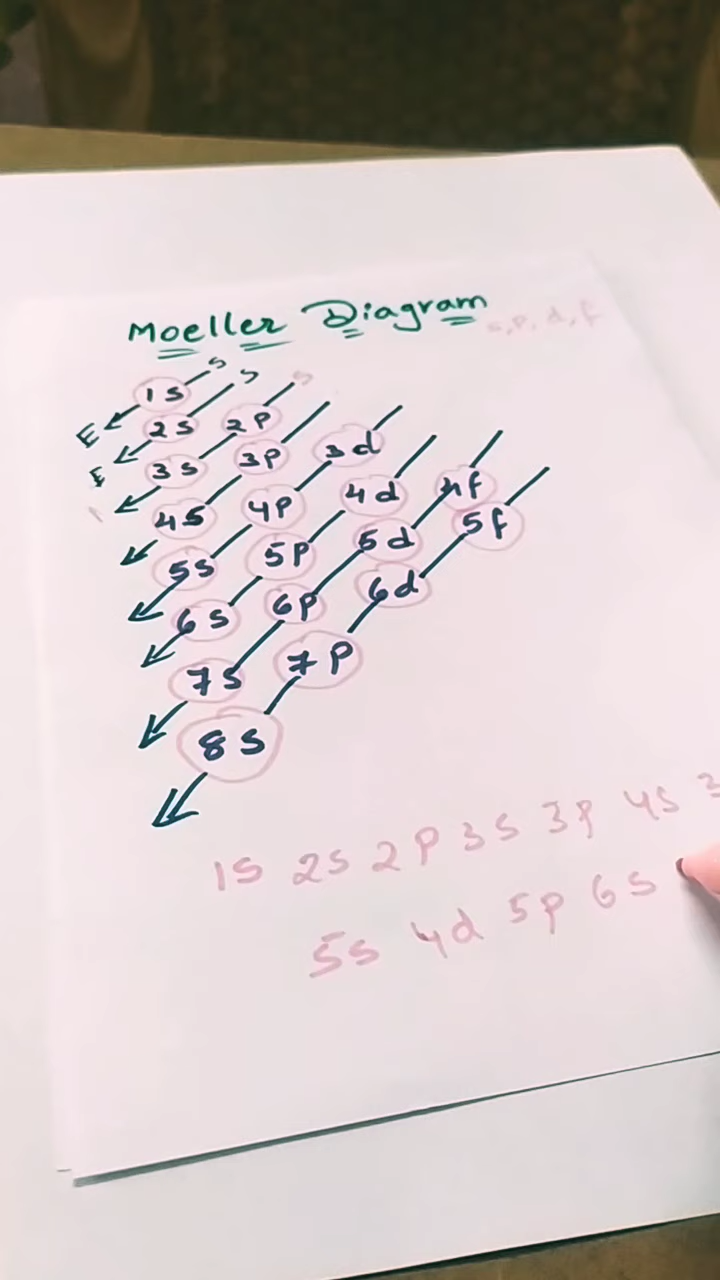 Moeller Diagram
s, p, d, f
1s s
2s s
2p s
3s
3p
3d
4s
4p
4d
4f
5s
5p
5d
5f
6s
6p
6d
7s
7p
8s
1s 2s 2p 3s 3p 4s 3
5s 4d 5p 6s